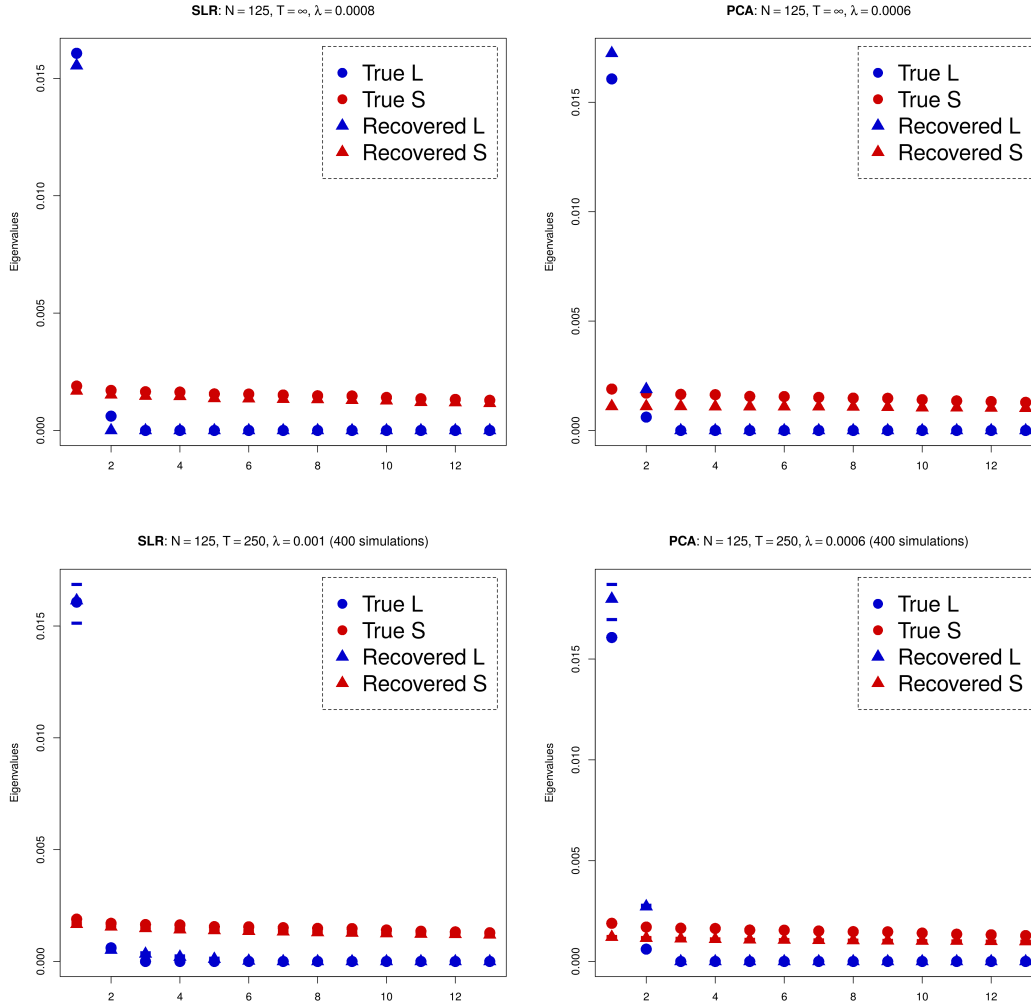 SLR: N = 125, T = ∞, λ = 0.0008
Eigenvalues
0.015
0.010
0.005
0.000
2 4 6 8 10 12
True L
True S
Recovered L
Recovered S
PCA: N = 125, T = ∞, λ = 0.0006
Eigenvalues
0.015
0.010
0.005
0.000
2 4 6 8 10 12
True L
True S
Recovered L
Recovered S
SLR: N = 125, T = 250, λ = 0.001 (400 simulations)
Eigenvalues
0.015
0.010
0.005
0.000
2 4 6 8 10 12
True L
True S
Recovered L
Recovered S
PCA: N = 125, T = 250, λ = 0.0006 (400 simulations)
Eigenvalues
0.015
0.010
0.005
0.000
2 4 6 8 10 12
True L
True S
Recovered L
Recovered S